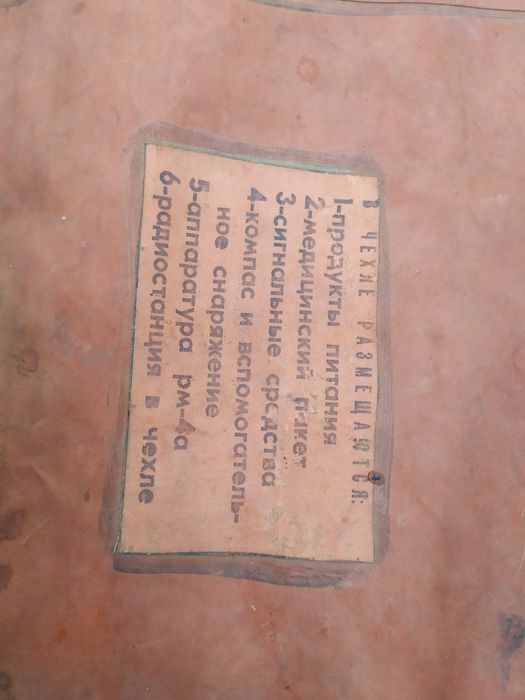 В ЧЕХЛЕ РАЗМЕЩАЮТСЯ:
1-продукты питания
2-медицинский пакет
3-сигнальные средства
4-компас и вспомогатель-
ное снаряжение
5-аппаратура рм-4а
6-радиостанция в чехле